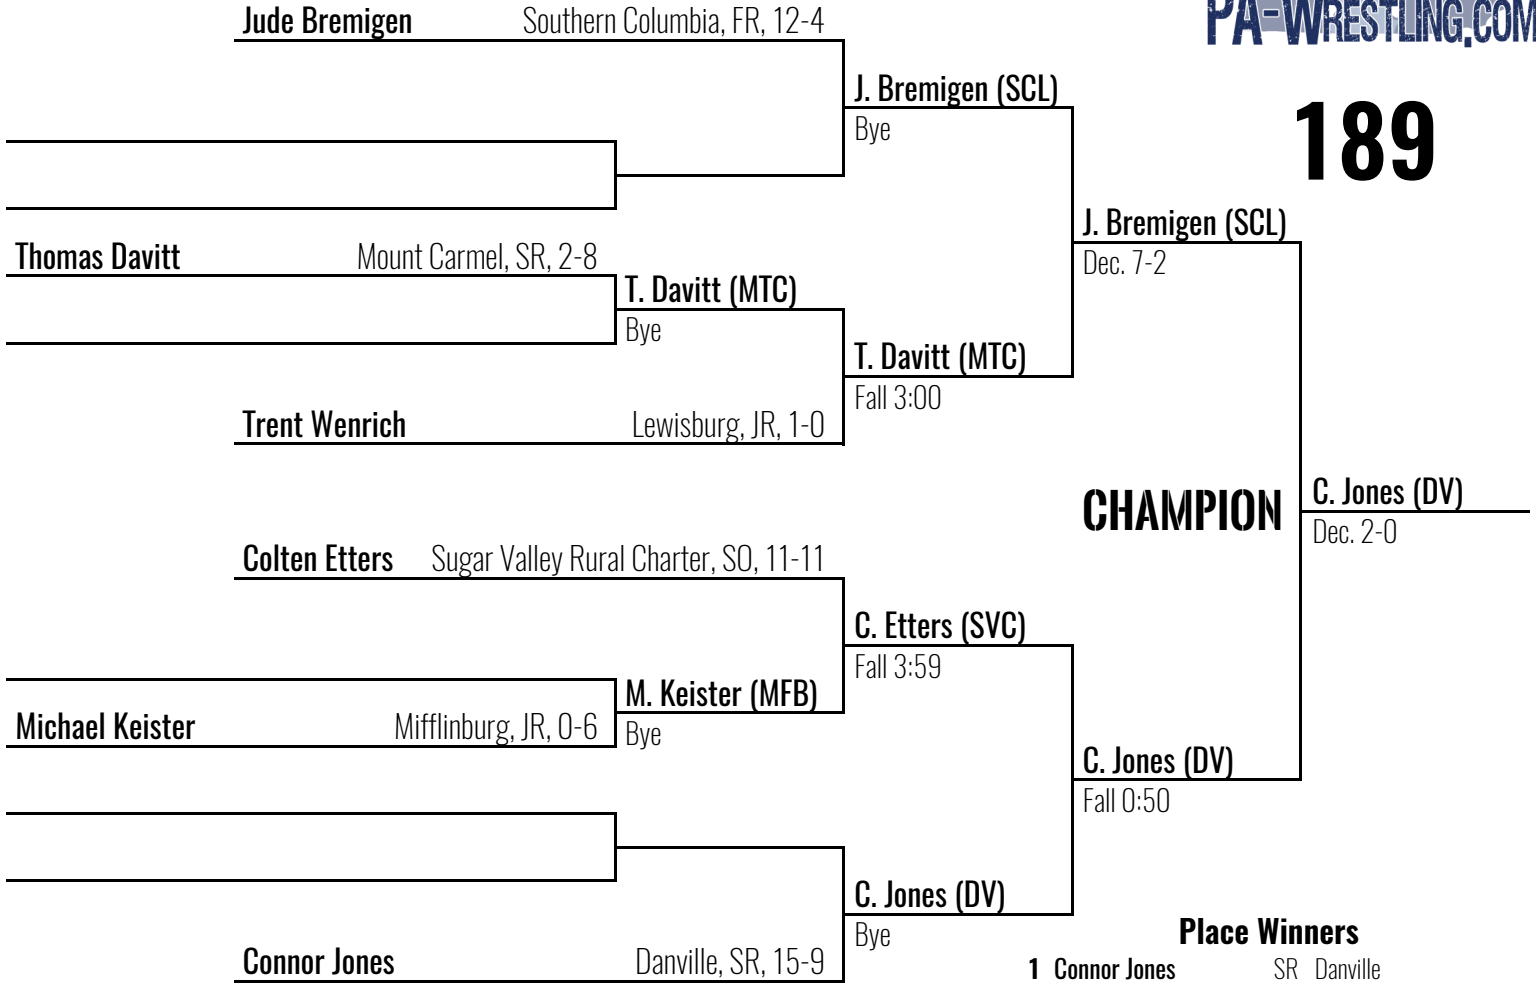 PA-WRESTLING.COM
189
Jude Bremigen Southern Columbia, FR, 12-4
J. Bremigen (SCL)
Bye
J. Bremigen (SCL)
Dec. 7-2
Thomas Davitt Mount Carmel, SR, 2-8
T. Davitt (MTC)
Bye
T. Davitt (MTC)
Fall 3:00
Trent Wenrich Lewisburg, JR, 1-0
CHAMPION
C. Jones (DV)
Dec. 2-0
Colten Etters Sugar Valley Rural Charter, SO, 11-11
C. Etters (SVC)
Fall 3:59
M. Keister (MFB)
Michael Keister Mifflinburg, JR, 0-6
Bye
C. Jones (DV)
Fall 0:50
C. Jones (DV)
Bye
Connor Jones Danville, SR, 15-9
Place Winners
1 Connor Jones SR Danville